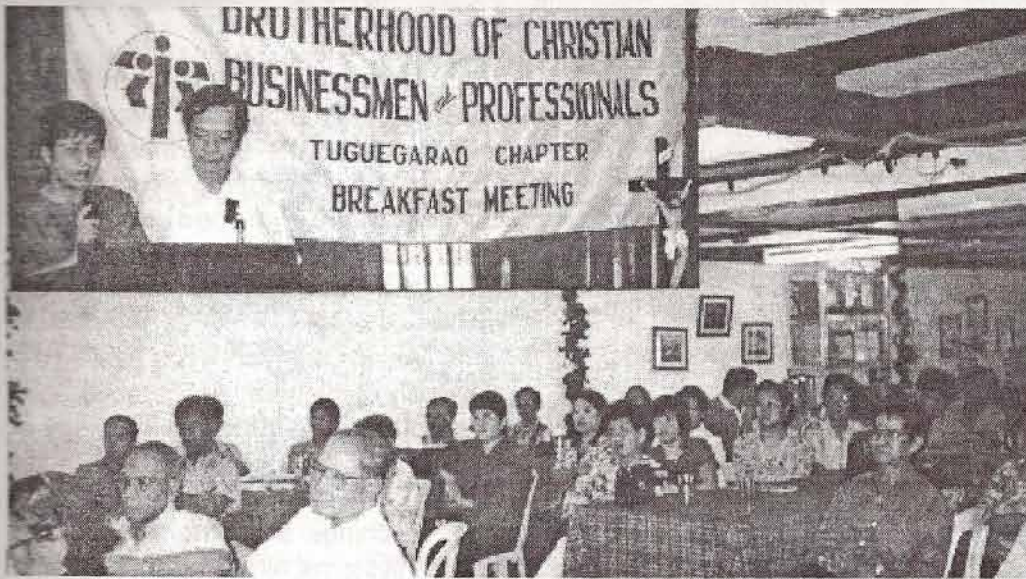 BROTHERHOOD OF CHRISTIAN
BUSINESSMEN & PROFESSIONALS
TUGUEGARAO CHAPTER
BREAKFAST MEETING